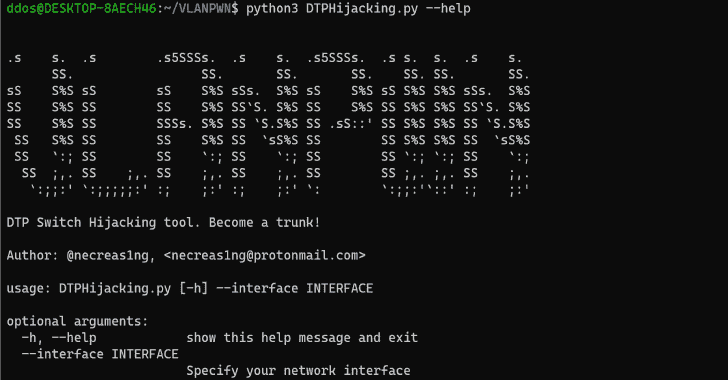 ddos@DESKTOP-8AECH46:~/VLANPWN$ python3 DTPHijacking.py --help
.s    s.  .s       .s5SSSs.  .s    s.  .s5SSSs.  .s s.  s.  .s    s.
      SS.                SS.       SS.       SS.    SS. SS.       SS.
sS    S%S sS       sS    S%S sSs.  S%S sS    S%S sS S%S S%S sSs.  S%S
SS    S%S SS       SS    S%S SS`S. S%S SS    S%S SS S%S S%S SS`S. S%S
SS    S%S SS       SSSs. S%S SS `S.S%S SS .sS::' SS S%S S%S SS `S.S%S
 SS   S%S SS       SS    S%S SS  `sS%S SS        SS S%S S%S SS  `sS%S
 SS   `:; SS       SS    `:; SS    `:; SS        SS `:; `:; SS    `:;
  SS  ;,. SS    ;,. SS    ;,. SS    ;,. SS        SS ;,. ;,. SS    ;,.
   `:;;:' `:;;;;;:' :;    ;:' :;    ;:' `:        `:;;:'`::' :;    ;:'
DTP Switch Hijacking tool. Become a trunk!
Author: @necreas1ng, <necreas1ng@protonmail.com>
usage: DTPHijacking.py [-h] --interface INTERFACE
optional arguments:
-h, --help            show this help message and exit
--interface INTERFACE
Specify your network interface